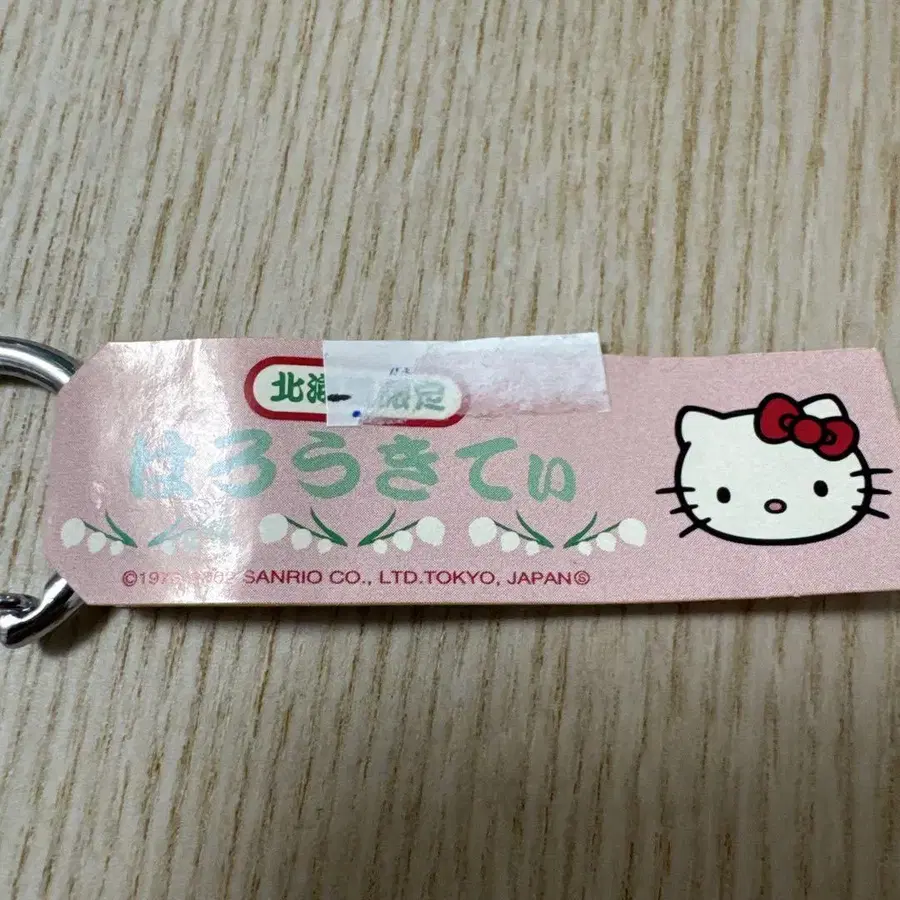 北海 限定
はろうきてぃ
©1976, 2002 SANRIO CO., LTD. TOKYO, JAPAN Ⓢ